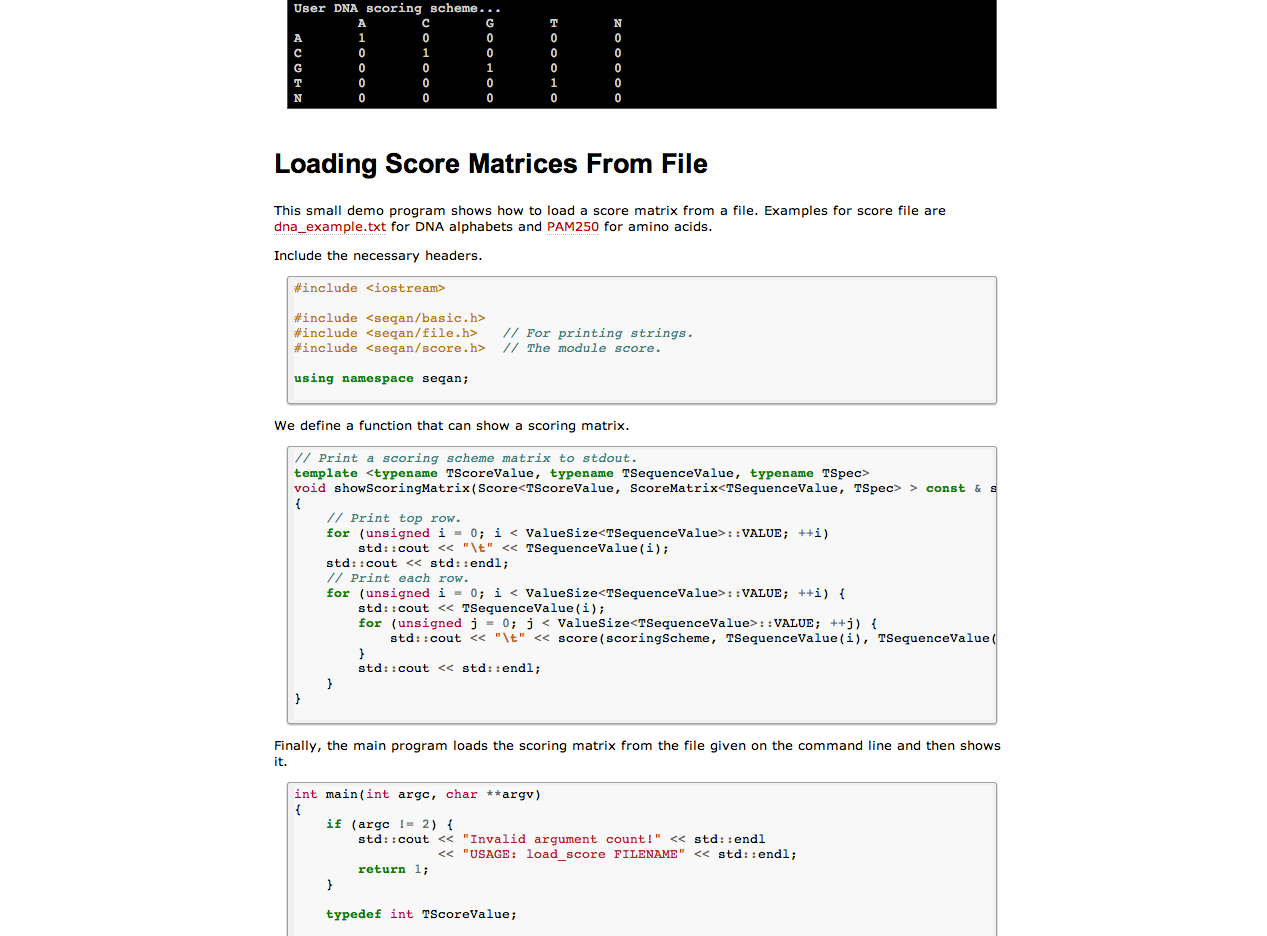 User DNA scoring scheme...
A C G T N
A 1 0 0 0 0
C 0 1 0 0 0
G 0 0 1 0 0
T 0 0 0 1 0
N 0 0 0 0 0
Loading Score Matrices From File
This small demo program shows how to load a score matrix from a file. Examples for score file are
dna_example.txt for DNA alphabets and PAM250 for amino acids.
Include the necessary headers.
#include <iostream>
#include <seqan/basic.h>
#include <seqan/file.h> // For printing strings.
#include <seqan/score.h> // The module score.
using namespace seqan;
We define a function that can show a scoring matrix.
// Print a scoring scheme matrix to stdout.
template <typename TScoreValue, typename TSequenceValue, typename TSpec>
void showScoringMatrix(Score<TScoreValue, ScoreMatrix<TSequenceValue, TSpec> > const & s
{
// Print top row.
for (unsigned i = 0; i < ValueSize<TSequenceValue>::VALUE; ++i)
std::cout << "\t" << TSequenceValue(i);
std::cout << std::endl;
// Print each row.
for (unsigned i = 0; i < ValueSize<TSequenceValue>::VALUE; ++i) {
std::cout << TSequenceValue(i);
for (unsigned j = 0; j < ValueSize<TSequenceValue>::VALUE; ++j) {
std::cout << "\t" << score(scoringScheme, TSequenceValue(i), TSequenceValue(
}
std::cout << std::endl;
}
}
Finally, the main program loads the scoring matrix from the file given on the command line and then shows
it.
int main(int argc, char **argv)
{
if (argc != 2) {
std::cout << "Invalid argument count!" << std::endl
<< "USAGE: load_score FILENAME" << std::endl;
return 1;
}
typedef int TScoreValue;